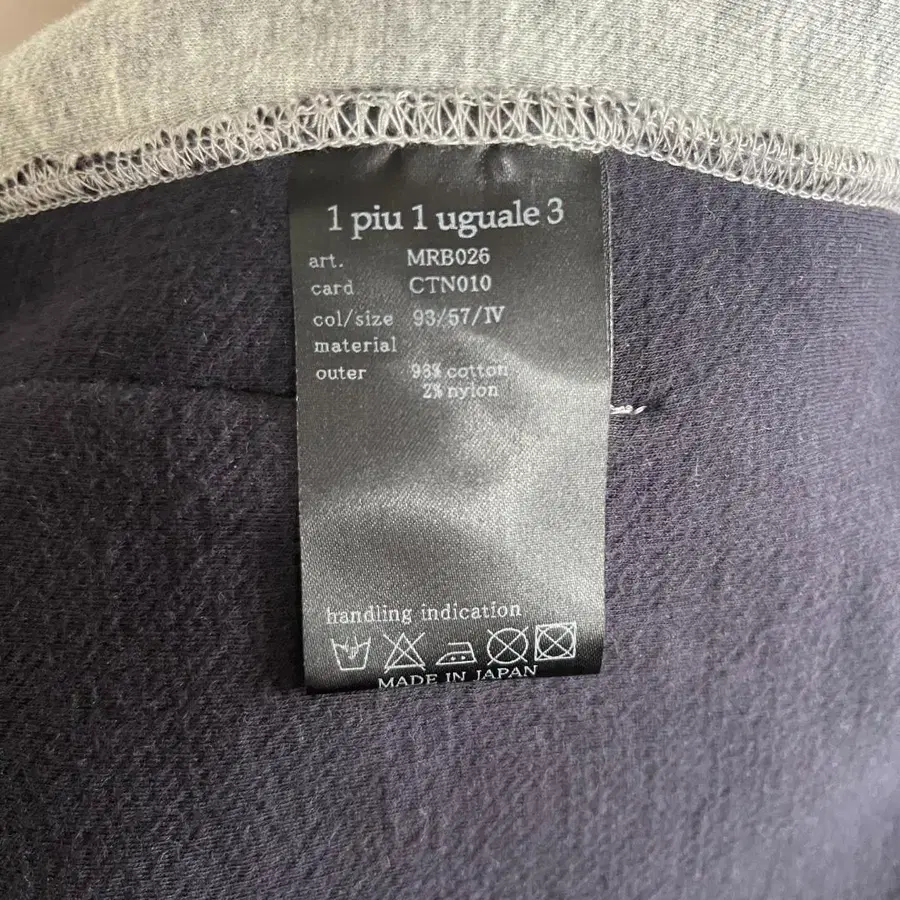 1 piu 1 uguale 3
art. MRB026
card CTN010
col/size 93/57/IV
material
outer 98% cotton
2% nylon
handling indication
MADE IN JAPAN